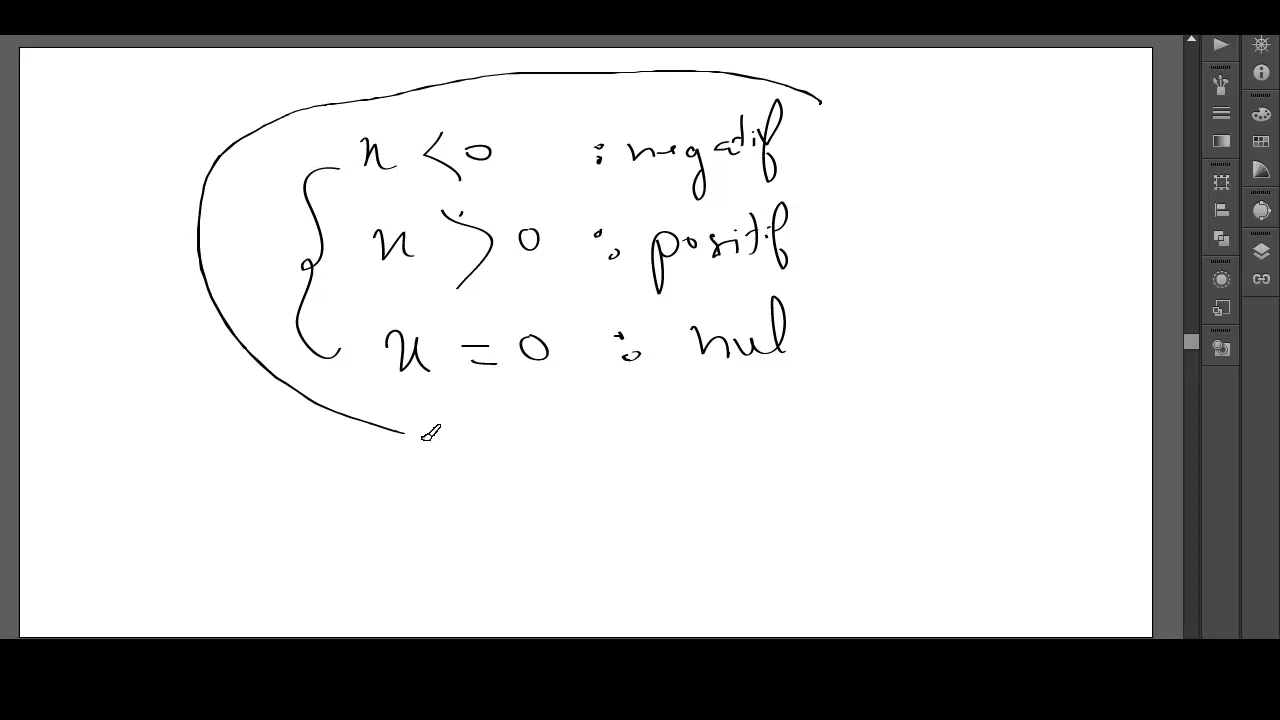 x < 0 : negatif
x > 0 : positif
x = 0 : nul